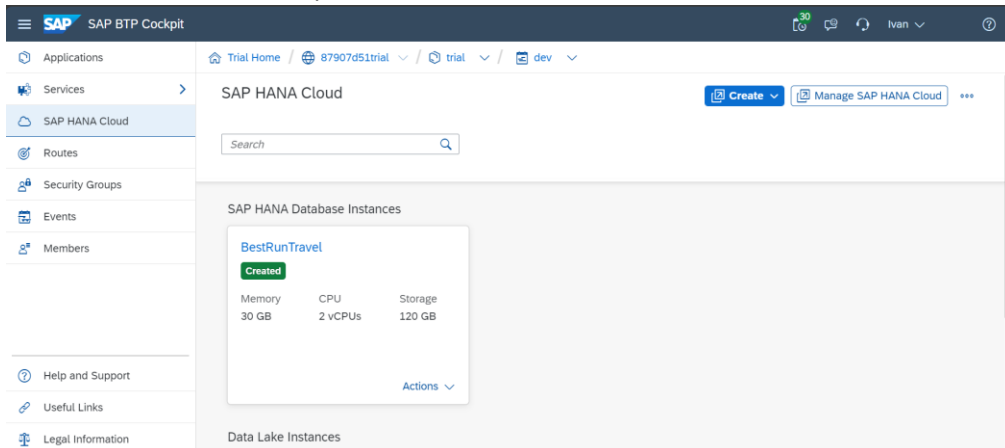 SAP SAP BTP Cockpit
30
Ivan
Applications
Services
SAP HANA Cloud
Routes
Security Groups
Events
Members
Help and Support
Useful Links
Legal Information
Trial Home / 87907d51trial / trial / dev
SAP HANA Cloud
Create
Manage SAP HANA Cloud
Search
SAP HANA Database Instances
BestRunTravel
Created
Memory CPU Storage
30 GB 2 vCPUs 120 GB
Actions
Data Lake Instances